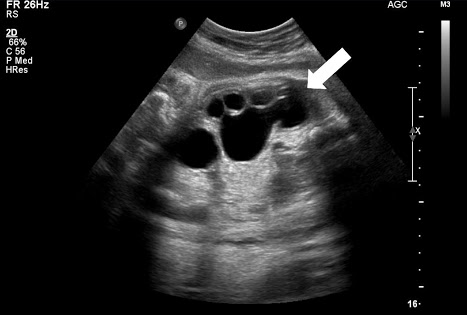 FR 26Hz
RS
2D
66%
C 56
P Med
HRes
P
AGC
M3
X
16